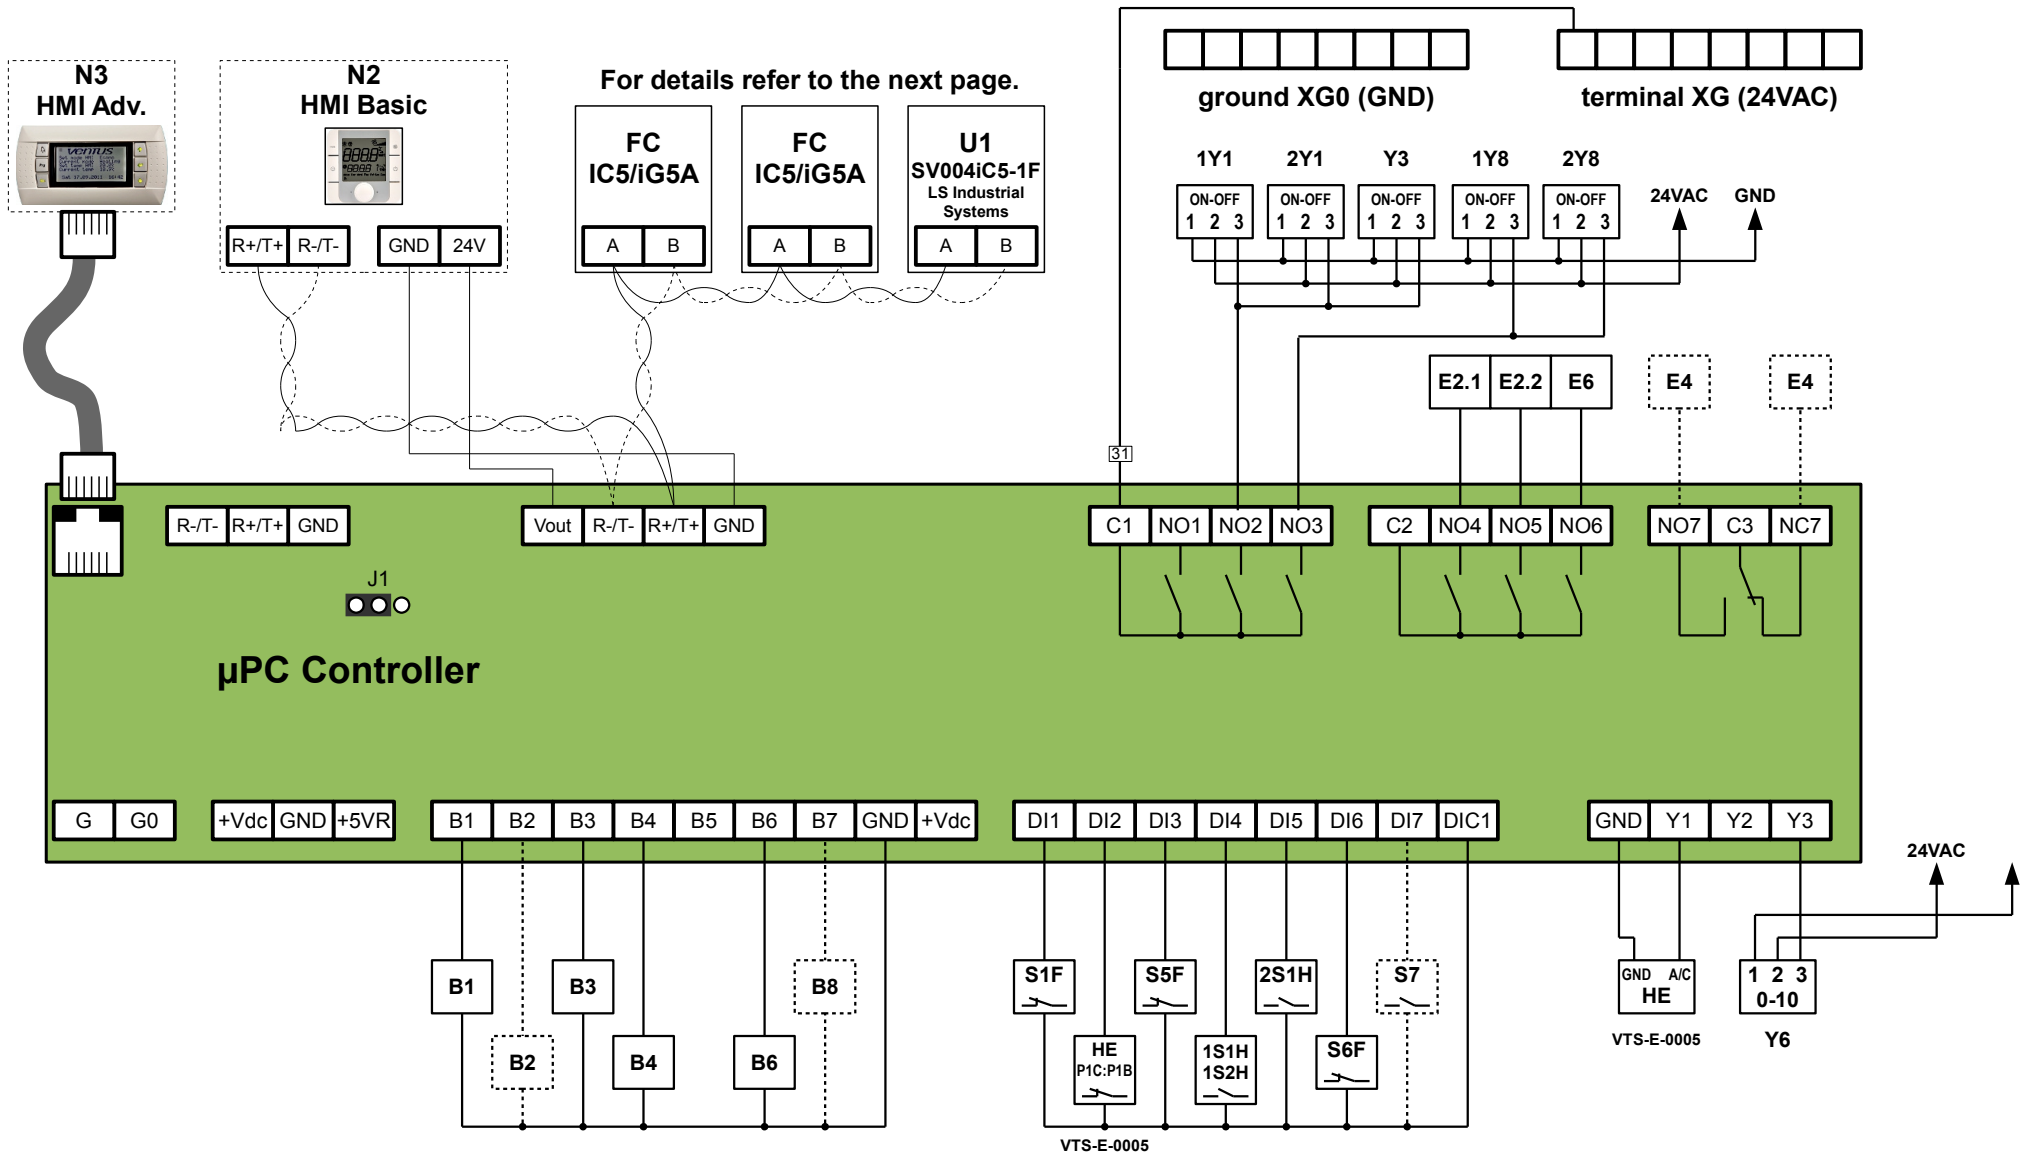 N3
HMI Adv.
VENTUS
N2
HMI Basic
R+/T+ R-/T- GND 24V
For details refer to the next page.
FC
IC5/iG5A
A B
FC
IC5/iG5A
A B
U1
SV004iC5-1F
LS Industrial
Systems
A B
ground XG0 (GND)
terminal XG (24VAC)
1Y1 2Y1 Y3 1Y8 2Y8
ON-OFF ON-OFF ON-OFF ON-OFF ON-OFF
1 2 3 1 2 3 1 2 3 1 2 3 1 2 3
24VAC GND
E2.1 E2.2 E6 E4 E4
31
R-/T- R+/T+ GND
Vout R-/T- R+/T+ GND
C1 NO1 NO2 NO3
C2 NO4 NO5 NO6
NO7 C3 NC7
J1
µPC Controller
G G0
+Vdc GND +5VR
B1 B2 B3 B4 B5 B6 B7 GND +Vdc
DI1 DI2 DI3 DI4 DI5 DI6 DI7 DIC1
GND Y1 Y2 Y3
24VAC
B1 B3 B8
B2 B4 B6
S1F S5F 2S1H S7
HE
P1C:P1B
1S1H
1S2H
S6F
VTS-E-0005
GND A/C
HE
VTS-E-0005
1 2 3
0-10
Y6